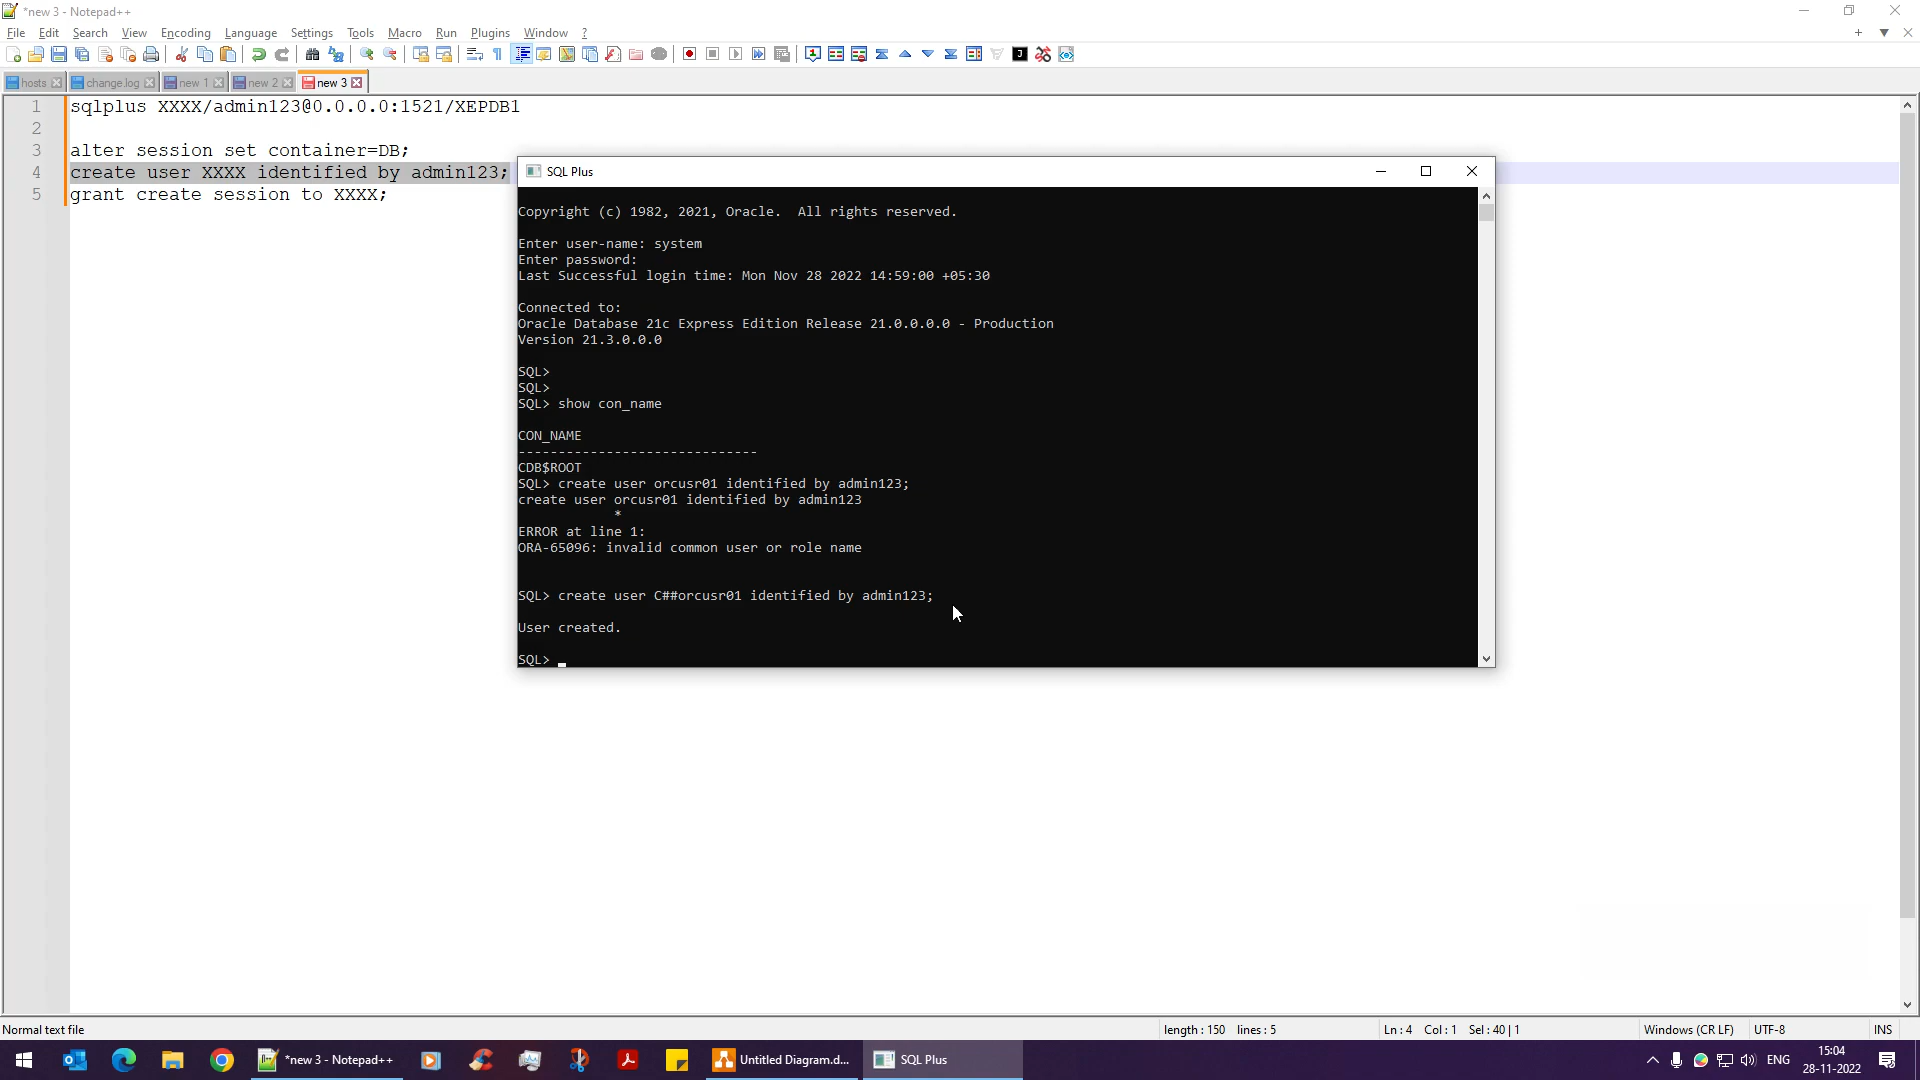 *new 3 - Notepad++
File Edit Search View Encoding Language Settings Tools Macro Run Plugins Window ?
hosts change.log new 1 new 2 new 3
1 sqlplus XXXX/admin123@0.0.0.0:1521/XEPDB1
2
3 alter session set container=DB;
4 create user XXXX identified by admin123;
5 grant create session to XXXX;
SQL Plus
Copyright (c) 1982, 2021, Oracle.  All rights reserved.
Enter user-name: system
Enter password:
Last Successful login time: Mon Nov 28 2022 14:59:00 +05:30
Connected to:
Oracle Database 21c Express Edition Release 21.0.0.0.0 - Production
Version 21.3.0.0.0
SQL>
SQL>
SQL> show con_name
CON_NAME
------------------------------
CDB$ROOT
SQL> create user orcusr01 identified by admin123;
create user orcusr01 identified by admin123
*
ERROR at line 1:
ORA-65096: invalid common user or role name
SQL> create user C##orcusr01 identified by admin123;
User created.
SQL>
Normal text file length : 150 lines : 5 Ln : 4 Col : 1 Sel : 40 | 1 Windows (CR LF) UTF-8 INS
*new 3 - Notepad++ Untitled Diagram.d... SQL Plus ENG 15:04
28-11-2022